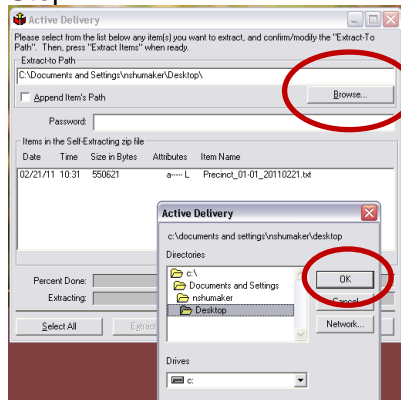 Active Delivery
Please select from the list below any item(s) you want to extract, and confirm/modify the "Extract-To
Path". Then, press "Extract Items" when ready.
Extract-to Path
C:\Documents and Settings\nshumaker\Desktop\
Append Item's Path
Browse...
Password:
Items in the Self-Extracting zip file
Date Time Size in Bytes Attributes Item Name
02/21/11 10:31 550621 a----- L Precinct_01-01_20110221.txt
Active Delivery
c:\documents and settings\nshumaker\desktop
Directories
c:\
Documents and Settings
nshumaker
Desktop
OK
Cancel
Network...
Drives
c:
Percent Done:
Extracting:
Select All
Extract